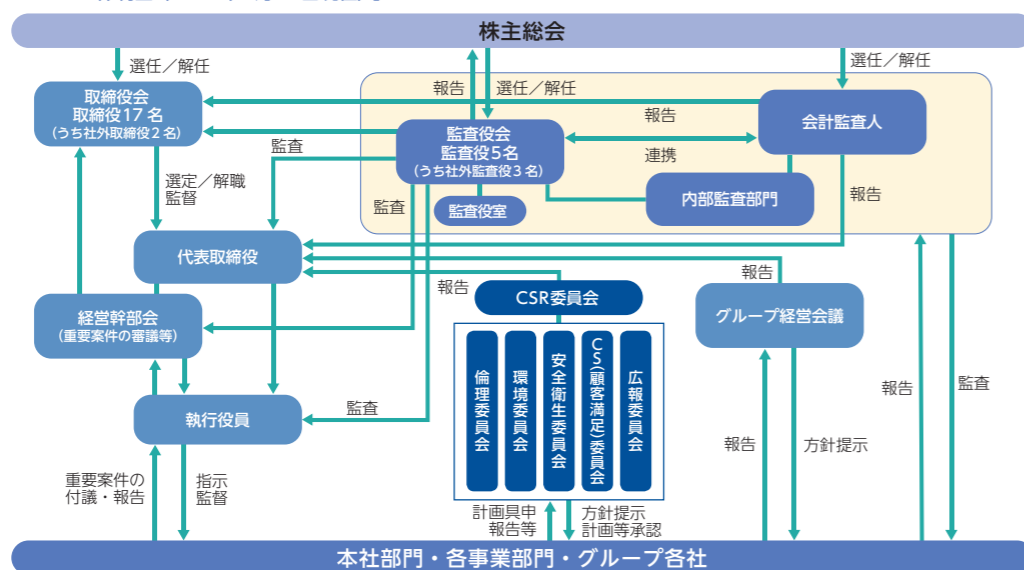 株主総会
選任／解任
報告
選任／解任
選任／解任
取締役会
取締役17名
(うち社外取締役2名)
監査役会
監査役5名
(うち社外監査役3名)
会計監査人
報告
連携
監査
監査
選定／解職
監督
監査役室
内部監査部門
報告
代表取締役
報告
報告
CSR委員会
経営幹部会
(重要案件の審議等)
グループ経営会議
倫理委員会
環境委員会
安全衛生委員会
CS(顧客満足)委員会
広報委員会
執行役員
監査
報告
監査
報告
方針提示
重要案件の
付議・報告
指示
監督
計画具申
報告等
方針提示
計画等承認
本社部門・各事業部門・グループ各社